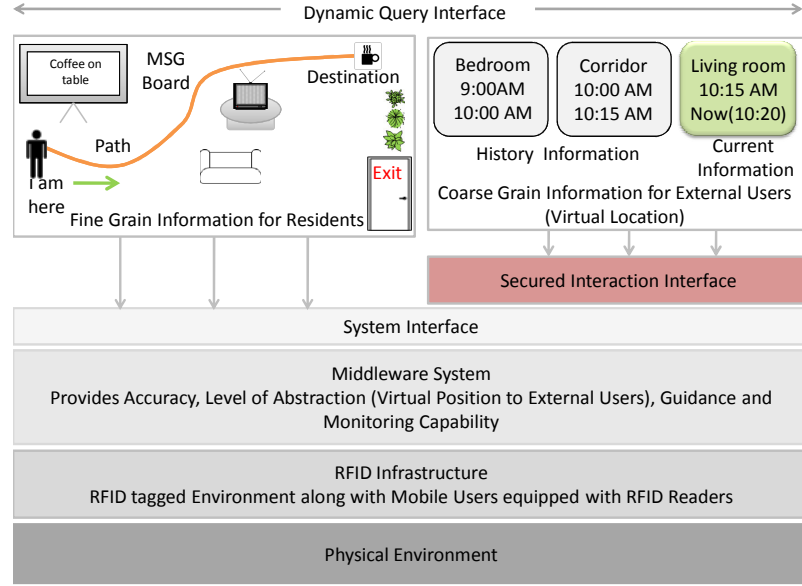 Dynamic Query Interface
Coffee on
table
MSG
Board
Destination
Path
I am
here
Exit
Fine Grain Information for Residents
Bedroom
9:00AM
10:00 AM
Corridor
10:00 AM
10:15 AM
Living room
10:15 AM
Now(10:20)
History Information
Current
Information
Coarse Grain Information for External Users
(Virtual Location)
Secured Interaction Interface
System Interface
Middleware System
Provides Accuracy, Level of Abstraction (Virtual Position to External Users), Guidance and
Monitoring Capability
RFID Infrastructure
RFID tagged Environment along with Mobile Users equipped with RFID Readers
Physical Environment